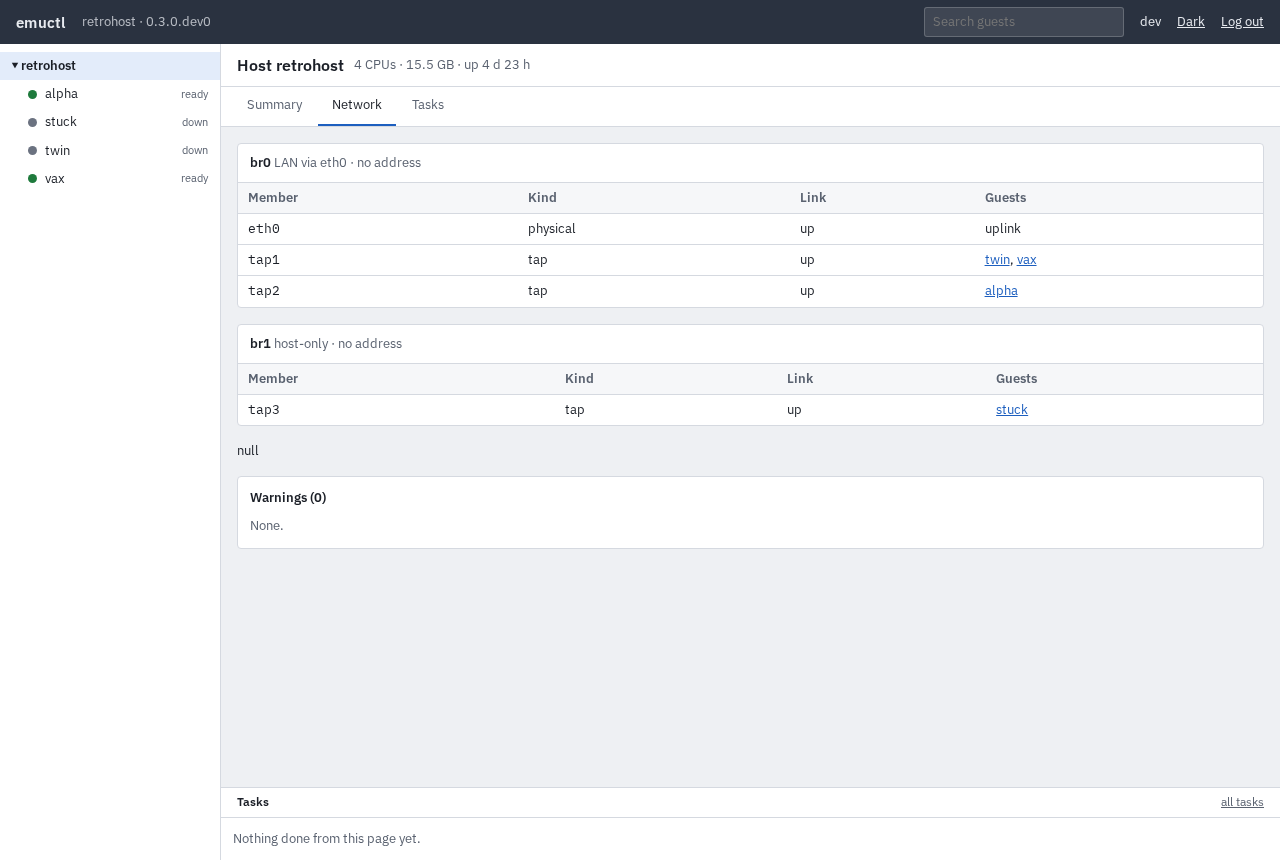 emuctl retrohost · 0.3.0.dev0 Search guests dev Dark Log out
retrohost
alpha ready
stuck down
twin down
vax ready
Host retrohost 4 CPUs · 15.5 GB · up 4 d 23 h
Summary Network Tasks
br0 LAN via eth0 · no address
Member Kind Link Guests
eth0 physical up uplink
tap1 tap up twin, vax
tap2 tap up alpha
br1 host-only · no address
Member Kind Link Guests
tap3 tap up stuck
null
Warnings (0)
None.
Tasks all tasks
Nothing done from this page yet.